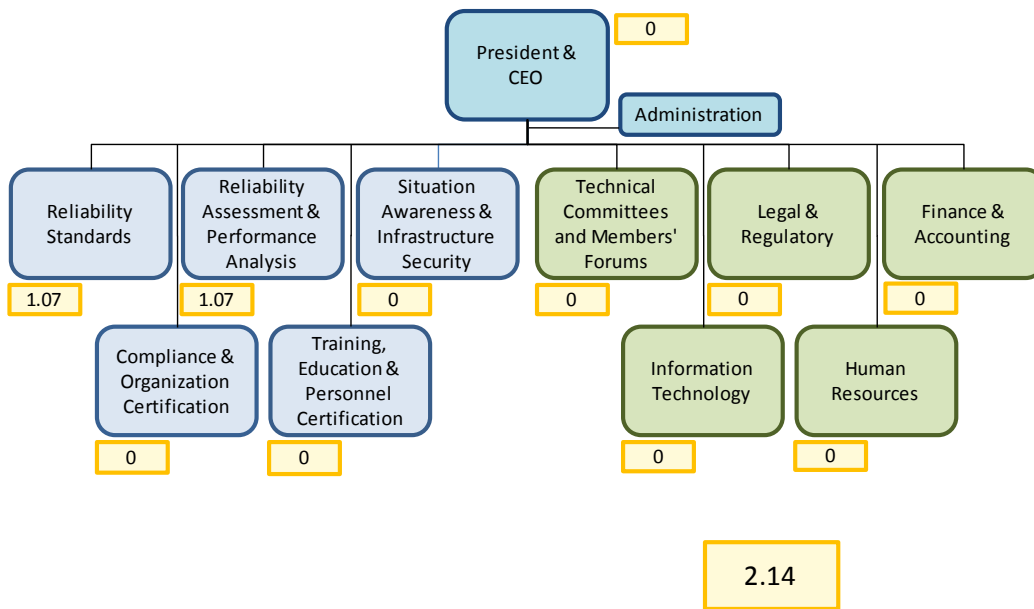 0
President &
CEO
Administration
Reliability
Standards
Reliability
Assessment &
Performance
Analysis
Situation
Awareness &
Infrastructure
Security
Technical
Committees
and Members'
Forums
Legal &
Regulatory
Finance &
Accounting
1.07
1.07
0
0
0
0
Compliance &
Organization
Certification
Training,
Education &
Personnel
Certification
Information
Technology
Human
Resources
0
0
0
0
2.14